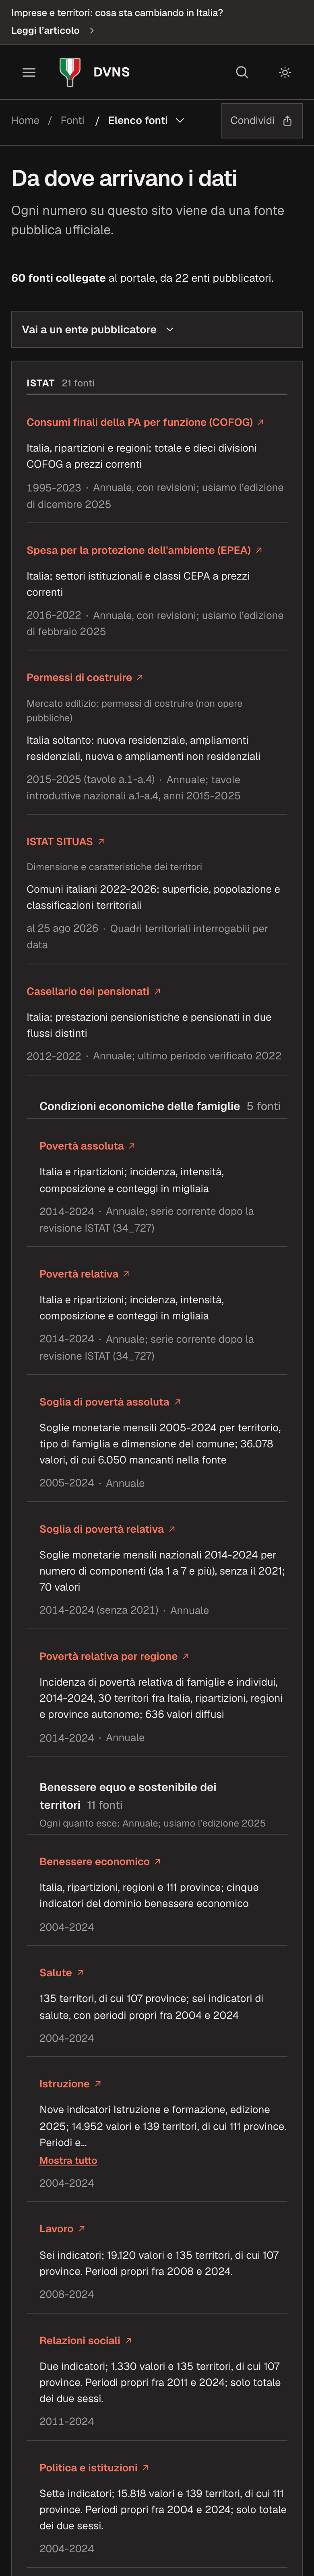 Imprese e territori: cosa sta cambiando in Italia?
Leggi l'articolo
DVNS
Home / Fonti / Elenco fonti
Condividi
Da dove arrivano i dati
Ogni numero su questo sito viene da una fonte
pubblica ufficiale.
60 fonti collegate al portale, da 22 enti pubblicatori.
Vai a un ente pubblicatore
ISTAT 21 fonti
Consumi finali della PA per funzione (COFOG) ↗
Italia, ripartizioni e regioni; totale e dieci divisioni
COFOG a prezzi correnti
1995-2023 · Annuale, con revisioni; usiamo l'edizione
di dicembre 2025
Spesa per la protezione dell'ambiente (EPEA) ↗
Italia; settori istituzionali e classi CEPA a prezzi
correnti
2016-2022 · Annuale, con revisioni; usiamo l'edizione
di febbraio 2025
Permessi di costruire ↗
Mercato edilizio: permessi di costruire (non opere
pubbliche)
Italia soltanto: nuova residenziale, ampliamenti
residenziali, nuova e ampliamenti non residenziali
2015-2025 (tavole a.1-a.4) · Annuale; tavole
introduttive nazionali a.1-a.4, anni 2015-2025
ISTAT SITUAS ↗
Dimensione e caratteristiche dei territori
Comuni italiani 2022-2026: superficie, popolazione e
classificazioni territoriali
al 25 ago 2026 · Quadri territoriali interrogabili per
data
Casellario dei pensionati ↗
Italia; prestazioni pensionistiche e pensionati in due
flussi distinti
2012-2022 · Annuale; ultimo periodo verificato 2022
Condizioni economiche delle famiglie 5 fonti
Povertà assoluta ↗
Italia e ripartizioni; incidenza, intensità,
composizione e conteggi in migliaia
2014-2024 · Annuale; serie corrente dopo la
revisione ISTAT (34_727)
Povertà relativa ↗
Italia e ripartizioni; incidenza, intensità,
composizione e conteggi in migliaia
2014-2024 · Annuale; serie corrente dopo la
revisione ISTAT (34_727)
Soglia di povertà assoluta ↗
Soglie monetarie mensili 2005-2024 per territorio,
tipo di famiglia e dimensione del comune; 36.078
valori, di cui 6.050 mancanti nella fonte
2005-2024 · Annuale
Soglia di povertà relativa ↗
Soglie monetarie mensili nazionali 2014-2024 per
numero di componenti (da 1 a 7 e più), senza il 2021;
70 valori
2014-2024 (senza 2021) · Annuale
Povertà relativa per regione ↗
Incidenza di povertà relativa di famiglie e individui,
2014-2024, 30 territori fra Italia, ripartizioni, regioni
e province autonome; 636 valori diffusi
2014-2024 · Annuale
Benessere equo e sostenibile dei
territori 11 fonti
Ogni quanto esce: Annuale; usiamo l'edizione 2025
Benessere economico ↗
Italia, ripartizioni, regioni e 111 province; cinque
indicatori del dominio benessere economico
2004-2024
Salute ↗
135 territori, di cui 107 province; sei indicatori di
salute, con periodi propri fra 2004 e 2024
2004-2024
Istruzione ↗
Nove indicatori Istruzione e formazione, edizione
2025; 14.952 valori e 139 territori, di cui 111 province.
Periodi e…
Mostra tutto
2004-2024
Lavoro ↗
Sei indicatori; 19.120 valori e 135 territori, di cui 107
province. Periodi propri fra 2008 e 2024.
2008-2024
Relazioni sociali ↗
Due indicatori; 1.330 valori e 135 territori, di cui 107
province. Periodi propri fra 2011 e 2024; solo totale
dei due sessi.
2011-2024
Politica e istituzioni ↗
Sette indicatori; 15.818 valori e 139 territori, di cui 111
province. Periodi propri fra 2004 e 2024; solo totale
dei due sessi.
2004-2024